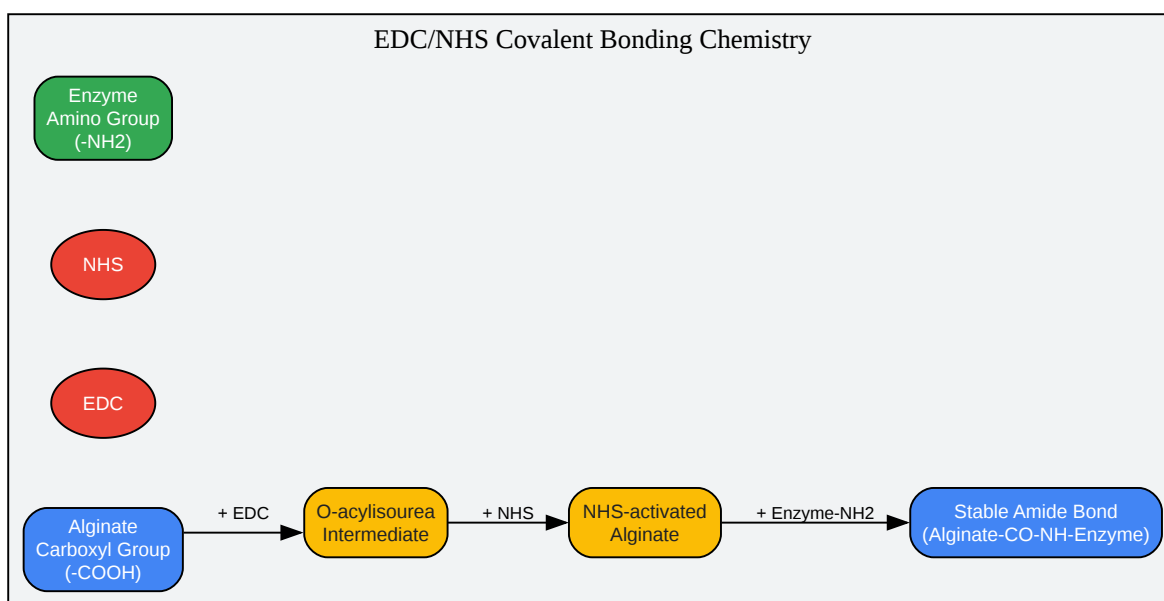 EDC/NHS Covalent Bonding Chemistry
Enzyme
Amino Group
(-NH2)
NHS
EDC
Alginate
Carboxyl Group
(-COOH)
+ EDC
O-acylisourea
Intermediate
+ NHS
NHS-activated
Alginate
+ Enzyme-NH2
Stable Amide Bond
(Alginate-CO-NH-Enzyme)